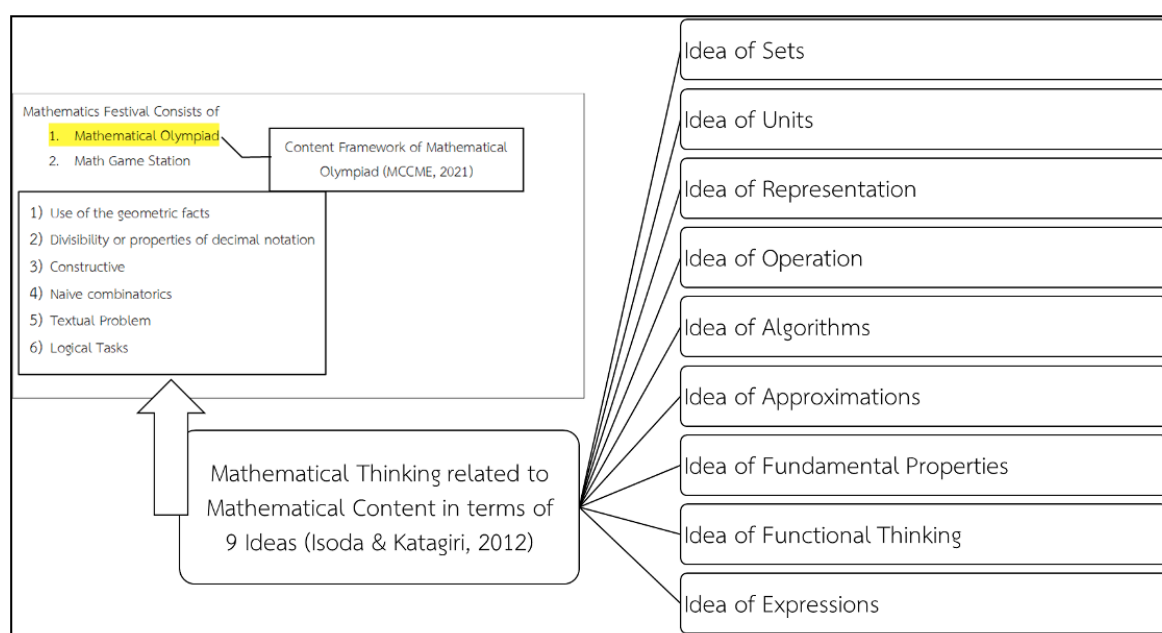 Mathematics Festival Consists of
1. Mathematical Olympiad
2. Math Game Station
Content Framework of Mathematical
Olympiad (MCCME, 2021)
1) Use of the geometric facts
2) Divisibility or properties of decimal notation
3) Constructive
4) Naive combinatorics
5) Textual Problem
6) Logical Tasks
Mathematical Thinking related to
Mathematical Content in terms of
9 Ideas (Isoda & Katagiri, 2012)
Idea of Sets
Idea of Units
Idea of Representation
Idea of Operation
Idea of Algorithms
Idea of Approximations
Idea of Fundamental Properties
Idea of Functional Thinking
Idea of Expressions